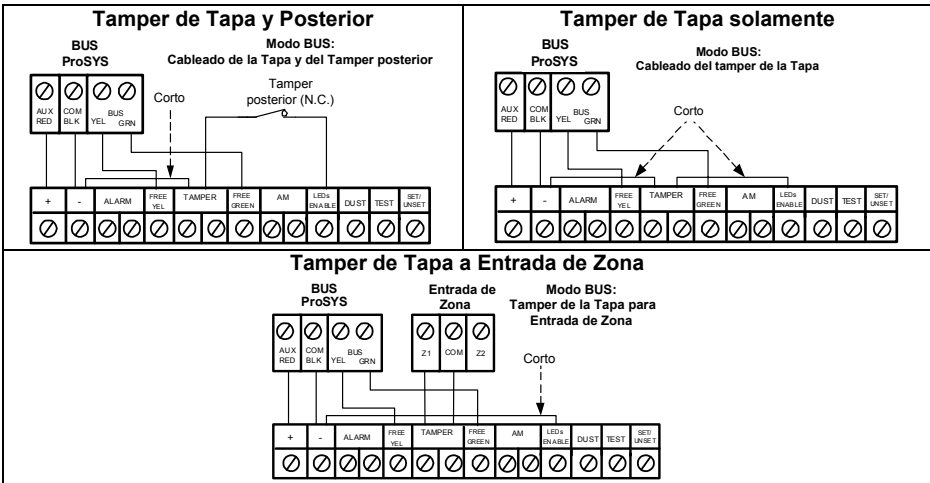 Tamper de Tapa y Posterior
BUS
ProSYS
Modo BUS:
Cableado de la Tapa y del Tamper posterior
Tamper
posterior (N.C.)
Corto
AUX
RED
COM
BLK
BUS
YEL
GRN
+
-
ALARM
FREE
YEL
TAMPER
FREE
GREEN
AM
LEDs
ENABLE
DUST
TEST
SET/
UNSET
Tamper de Tapa solamente
BUS
ProSYS
Modo BUS:
Cableado del tamper de la Tapa
Corto
AUX
RED
COM
BLK
BUS
YEL
GRN
+
-
ALARM
FREE
YEL
TAMPER
FREE
GREEN
AM
LEDs
ENABLE
DUST
TEST
SET/
UNSET
Tamper de Tapa a Entrada de Zona
BUS
ProSYS
Entrada de
Zona
Modo BUS:
Tamper de la Tapa para
Entrada de Zona
AUX
RED
COM
BLK
BUS
YEL
GRN
Z1
COM
Z2
Corto
+
-
ALARM
FREE
YEL
TAMPER
FREE
GREEN
AM
LEDs
ENABLE
DUST
TEST
SET/
UNSET